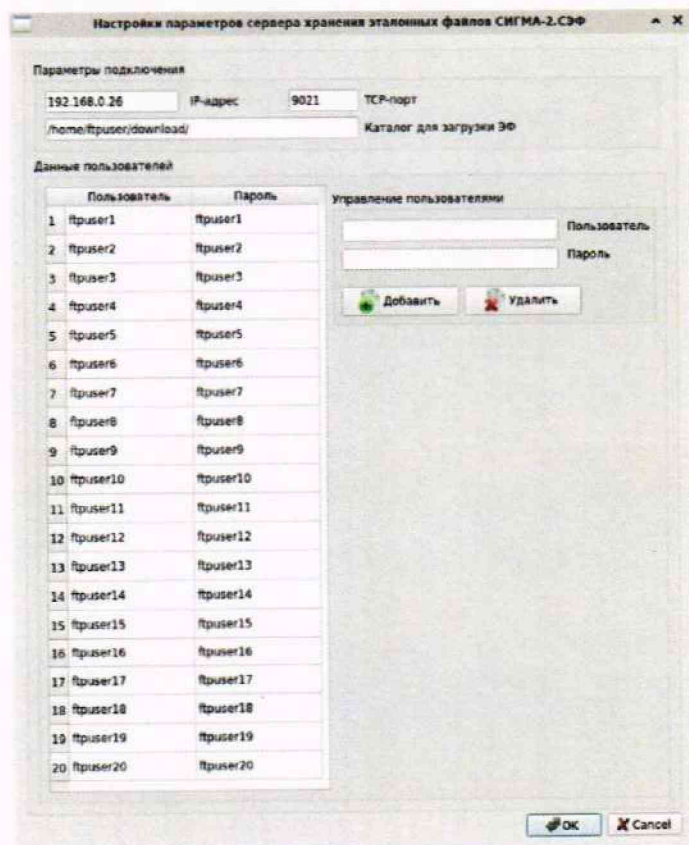 Настройки параметров сервера хранения эталонных файлов СИГМА-2.СЭФ
Параметры подключения
192.168.0.26 IP-адрес 9021 TCP-порт
/home/ftpuser/download/ Каталог для загрузки ЭФ
Данные пользователей
Пользователь Пароль
1 ftpuser1 ftpuser1
2 ftpuser2 ftpuser2
3 ftpuser3 ftpuser3
4 ftpuser4 ftpuser4
5 ftpuser5 ftpuser5
6 ftpuser6 ftpuser6
7 ftpuser7 ftpuser7
8 ftpuser8 ftpuser8
9 ftpuser9 ftpuser9
10 ftpuser10 ftpuser10
11 ftpuser11 ftpuser11
12 ftpuser12 ftpuser12
13 ftpuser13 ftpuser13
14 ftpuser14 ftpuser14
15 ftpuser15 ftpuser15
16 ftpuser16 ftpuser16
17 ftpuser17 ftpuser17
18 ftpuser18 ftpuser18
19 ftpuser19 ftpuser19
20 ftpuser20 ftpuser20
Управление пользователями
Пользователь
Пароль
Добавить Удалить
OK Cancel